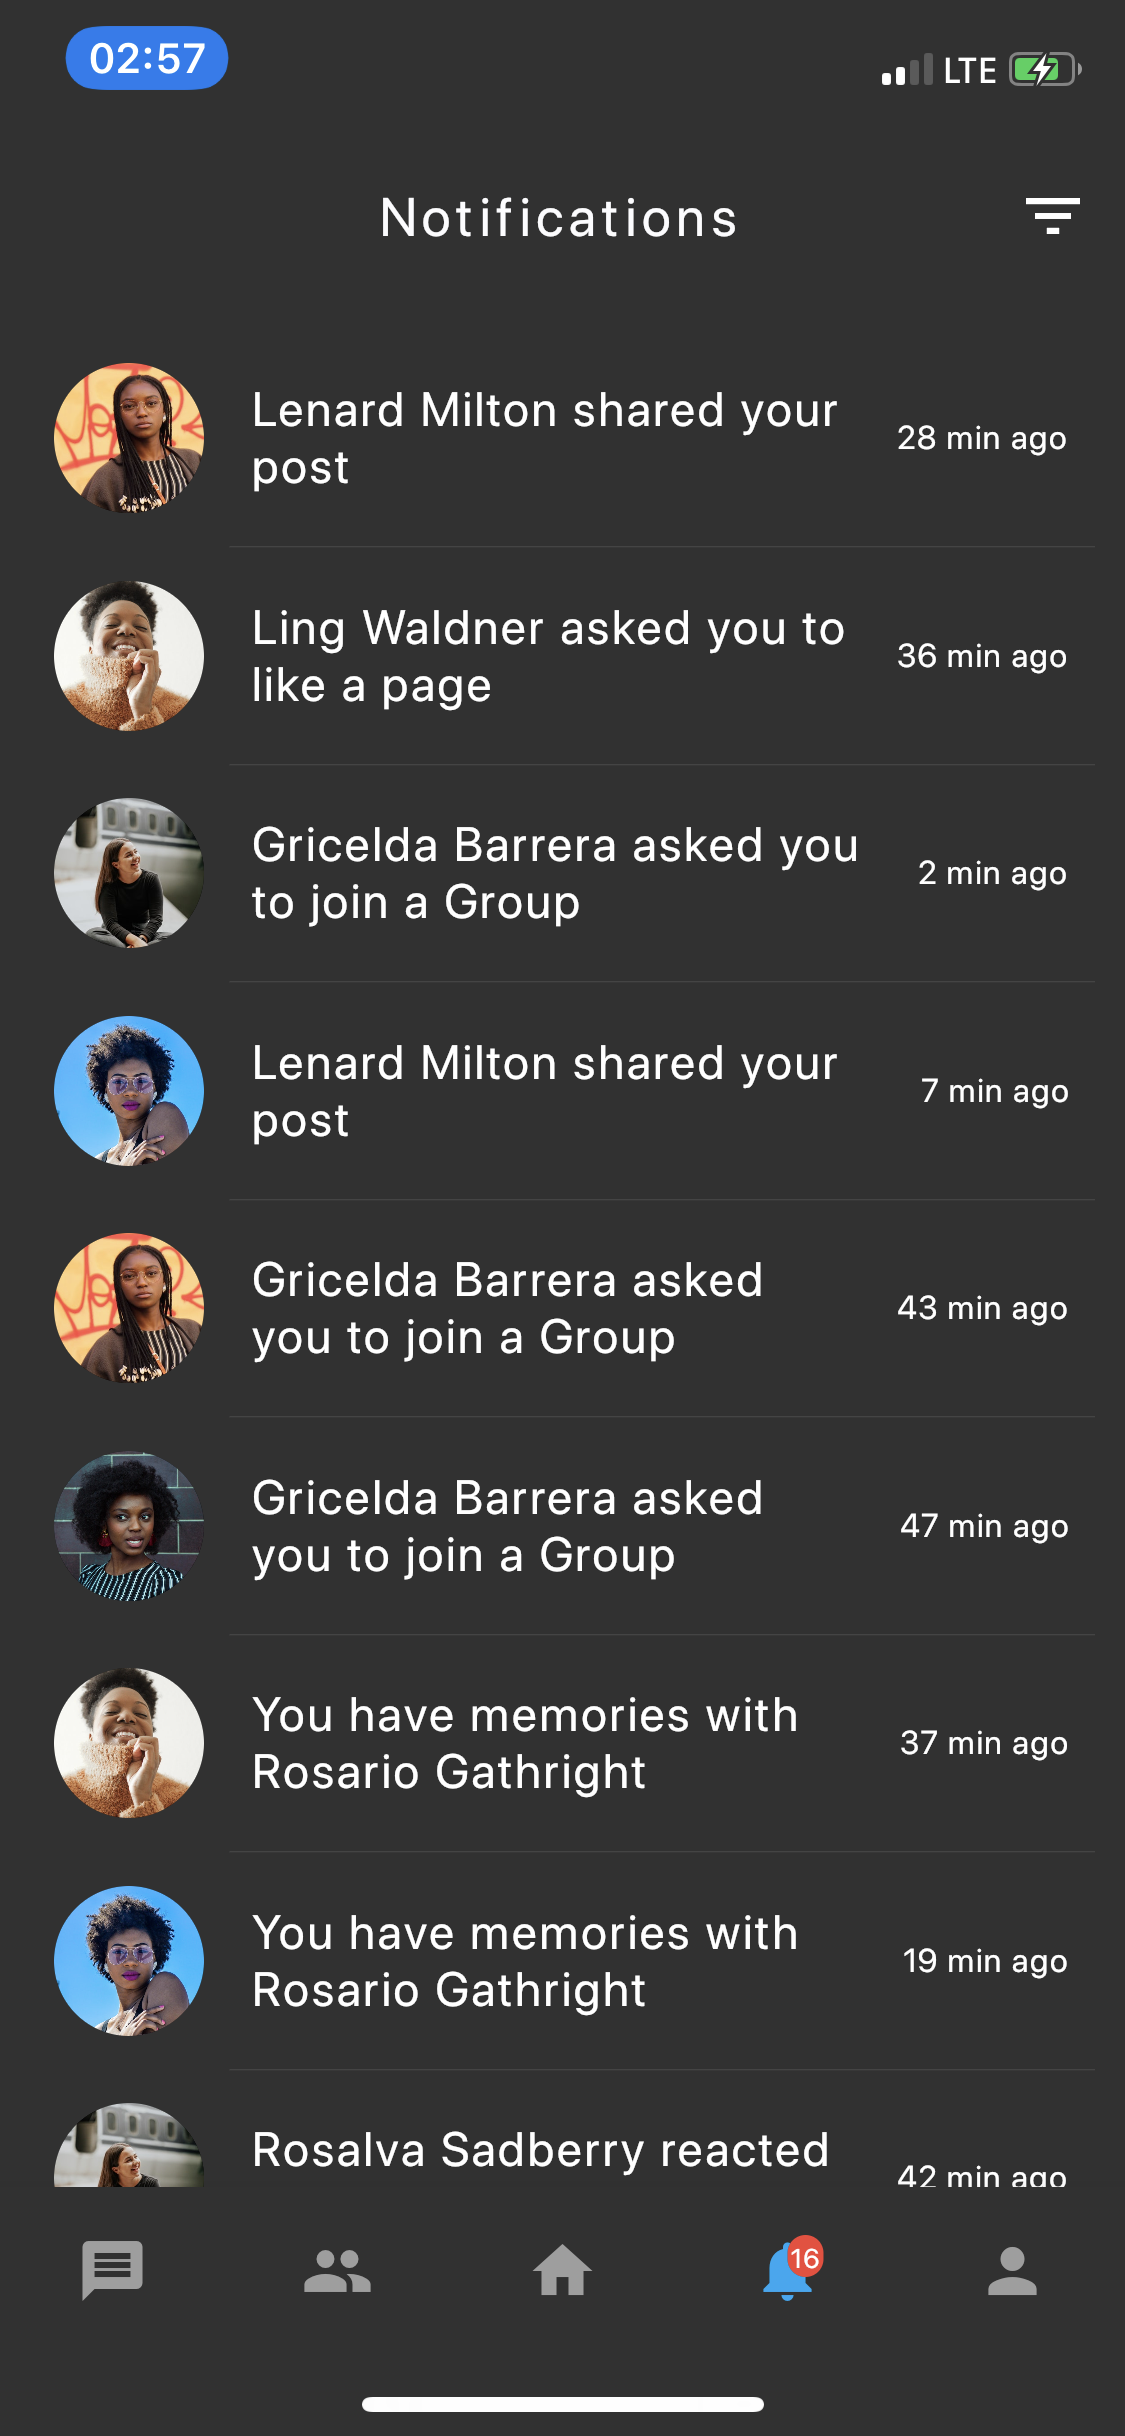 02:57
LTE
Notifications
Lenard Milton shared your
post
28 min ago
Ling Waldner asked you to
like a page
36 min ago
Gricelda Barrera asked you
to join a Group
2 min ago
Lenard Milton shared your
post
7 min ago
Gricelda Barrera asked
you to join a Group
43 min ago
Gricelda Barrera asked
you to join a Group
47 min ago
You have memories with
Rosario Gathright
37 min ago
You have memories with
Rosario Gathright
19 min ago
Rosalva Sadberry reacted
42 min ago
16